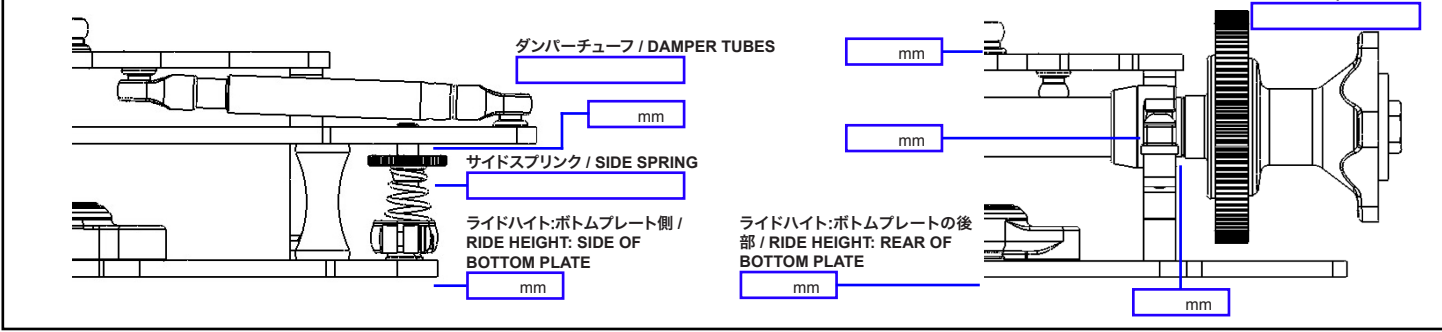 ダンパーチューフ / DAMPER TUBES
mm
サイドスプリンク / SIDE SPRING
ライドハイト:ボトムプレート側 /
RIDE HEIGHT: SIDE OF
BOTTOM PLATE
mm
mm
mm
ライドハイト:ボトムプレートの後
部 / RIDE HEIGHT: REAR OF
BOTTOM PLATE
mm
mm